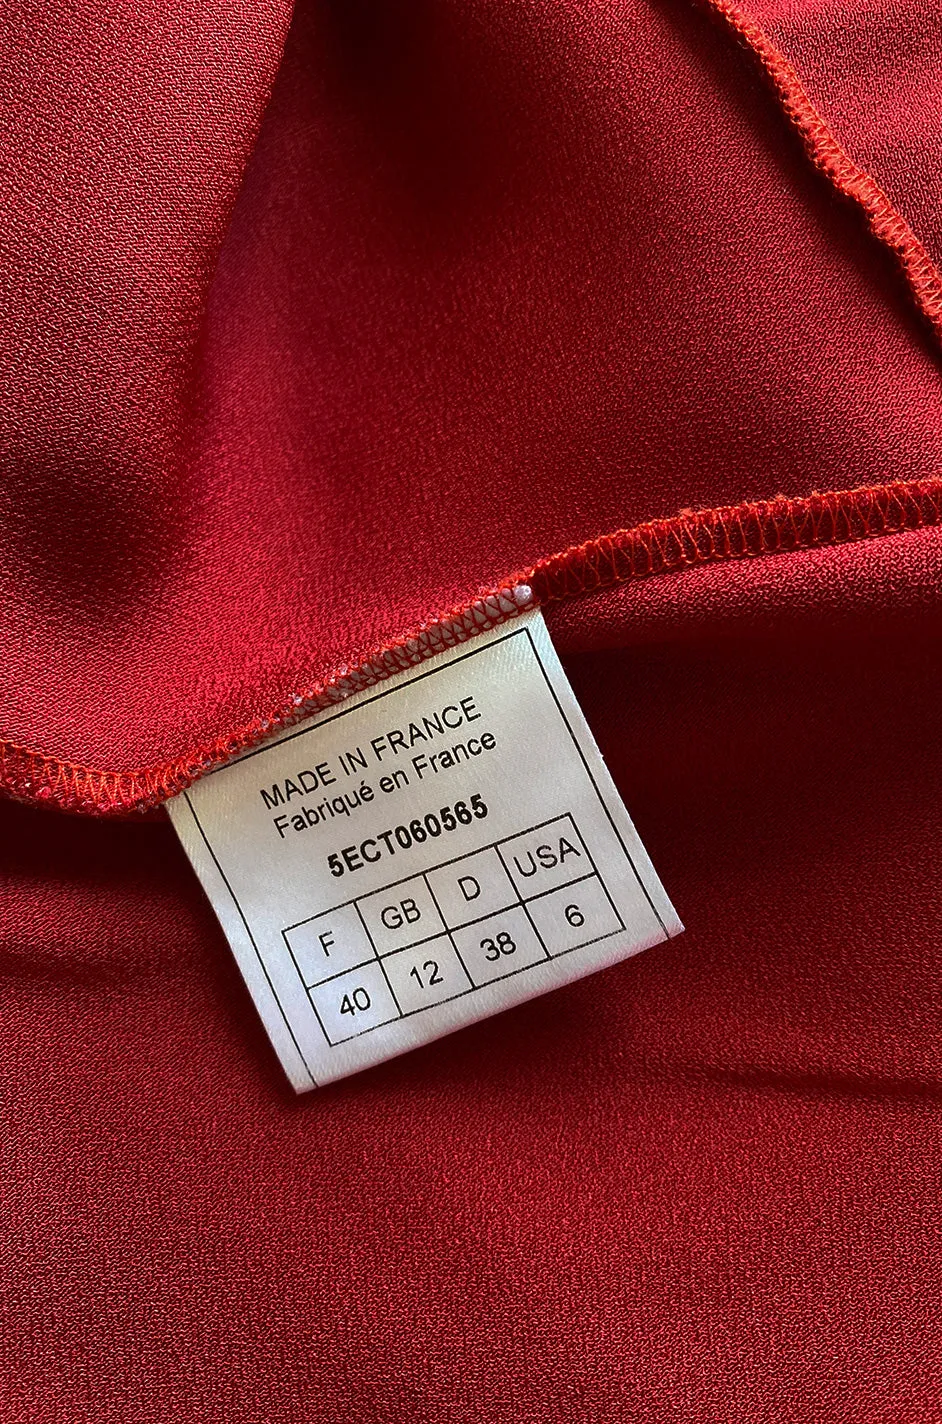 MADE IN FRANCE
Fabriqué en France
5ECT060565
F GB D USA
40 12 38 6